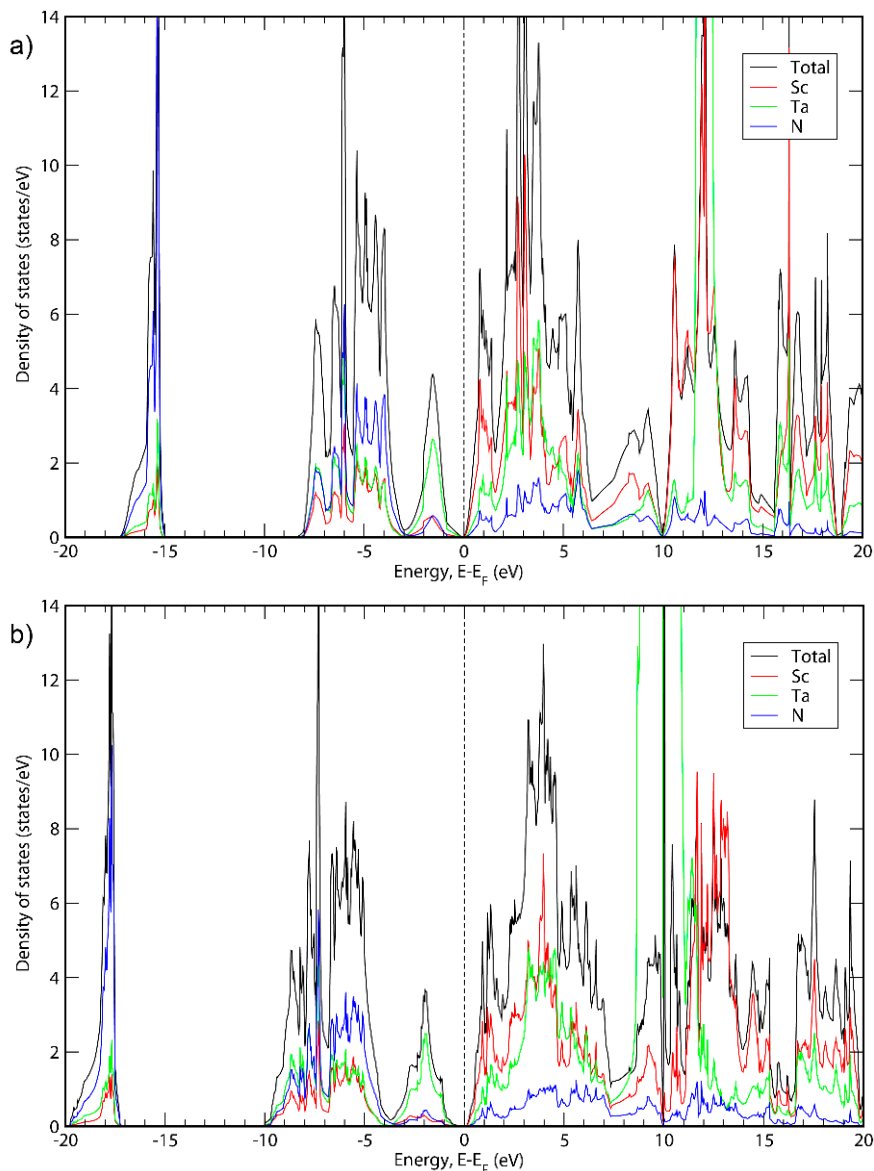 a)
14
12
10
8
6
4
2
0
Density of states (states/eV)
Total
Sc
Ta
N
-20 -15 -10 -5 0 5 10 15 20
Energy, E-E_F (eV)
b)
14
12
10
8
6
4
2
0
Density of states (states/eV)
Total
Sc
Ta
N
-20 -15 -10 -5 0 5 10 15 20
Energy, E-E_F (eV)